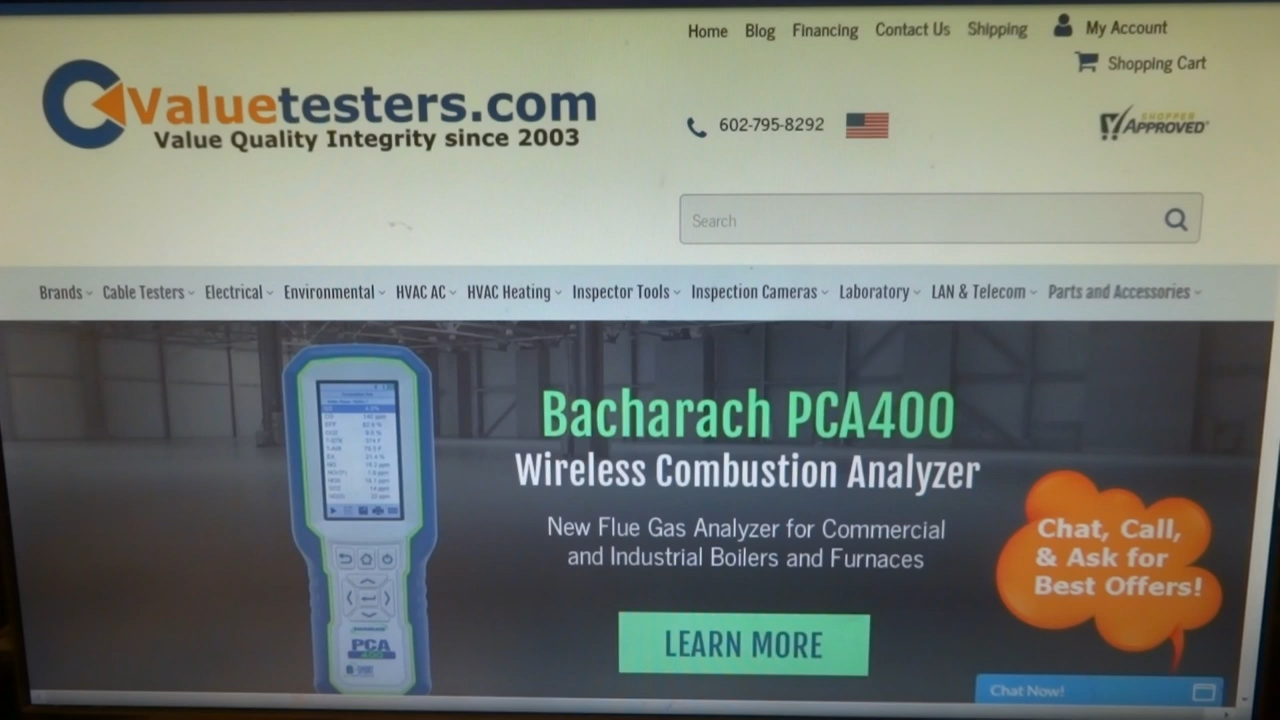 Home Blog Financing Contact Us Shipping My Account
Shopping Cart
Valuetesters.com
Value Quality Integrity since 2003
602-795-8292
SHOPPER
APPROVED
Search
Brands Cable Testers Electrical Environmental HVAC AC HVAC Heating Inspector Tools Inspection Cameras Laboratory LAN & Telecom Parts and Accessories
Bacharach PCA400
Wireless Combustion Analyzer
New Flue Gas Analyzer for Commercial
and Industrial Boilers and Furnaces
LEARN MORE
Chat, Call,
& Ask for
Best Offers!
PCA
400
Chat Now!